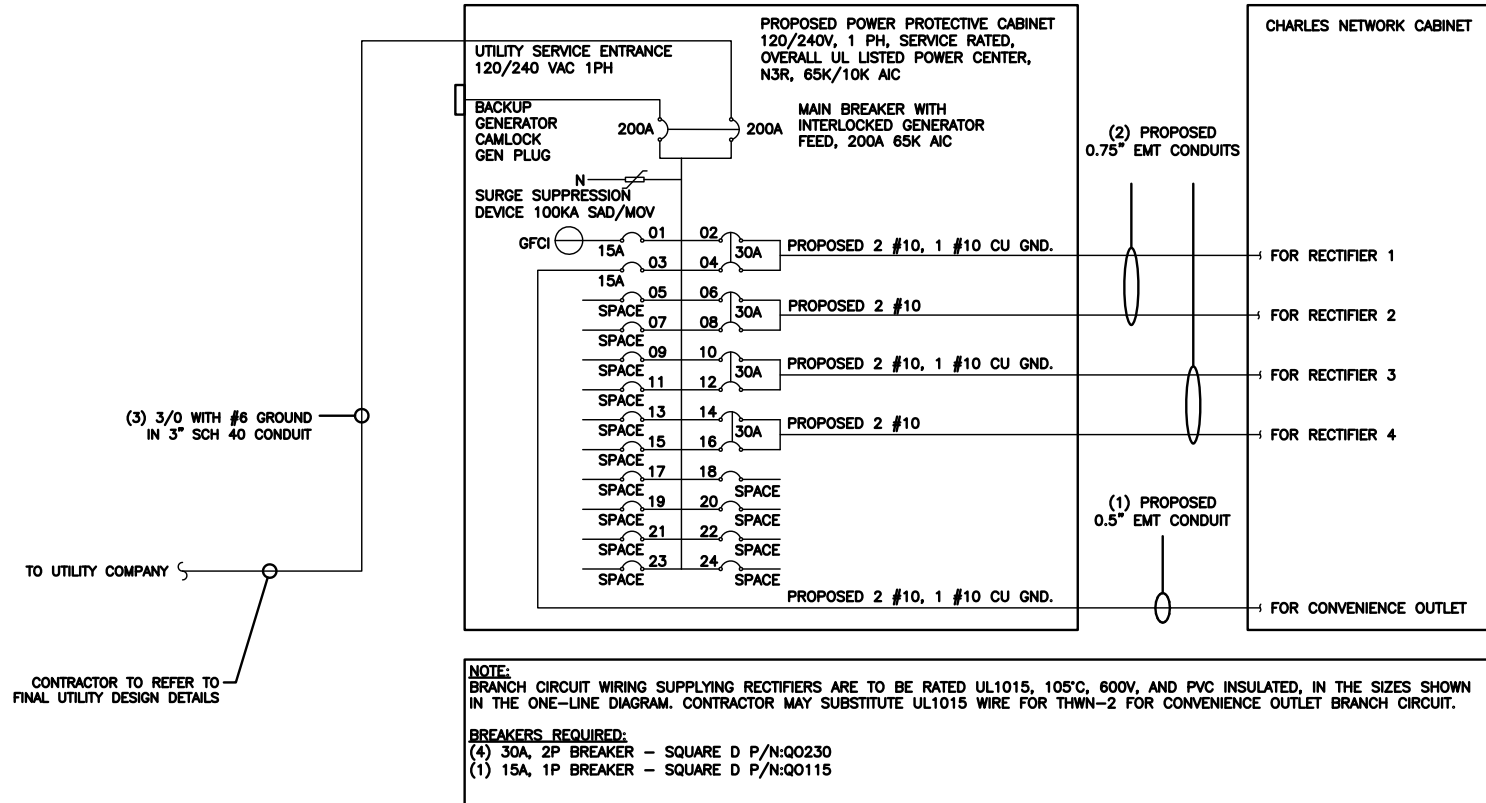 UTILITY SERVICE ENTRANCE
120/240 VAC 1PH
PROPOSED POWER PROTECTIVE CABINET
120/240V, 1 PH, SERVICE RATED,
OVERALL UL LISTED POWER CENTER,
N3R, 65K/10K AIC
CHARLES NETWORK CABINET
BACKUP
GENERATOR
CAMLOCK
GEN PLUG
200A
200A
MAIN BREAKER WITH
INTERLOCKED GENERATOR
FEED, 200A 65K AIC
(2) PROPOSED
0.75" EMT CONDUITS
N
SURGE SUPPRESSION
DEVICE 100KA SAD/MOV
GFCI
15A
01
02
30A
PROPOSED 2 #10, 1 #10 CU GND.
FOR RECTIFIER 1
15A
03
04
SPACE
05
06
30A
PROPOSED 2 #10
FOR RECTIFIER 2
SPACE
07
08
SPACE
09
10
30A
PROPOSED 2 #10, 1 #10 CU GND.
FOR RECTIFIER 3
SPACE
11
12
SPACE
13
14
30A
PROPOSED 2 #10
FOR RECTIFIER 4
SPACE
15
16
SPACE
17
18
SPACE
SPACE
19
20
SPACE
SPACE
21
22
SPACE
SPACE
23
24
SPACE
(3) 3/0 WITH #6 GROUND
IN 3" SCH 40 CONDUIT
(1) PROPOSED
0.5" EMT CONDUIT
TO UTILITY COMPANY
PROPOSED 2 #10, 1 #10 CU GND.
FOR CONVENIENCE OUTLET
CONTRACTOR TO REFER TO
FINAL UTILITY DESIGN DETAILS
NOTE:
BRANCH CIRCUIT WIRING SUPPLYING RECTIFIERS ARE TO BE RATED UL1015, 105°C, 600V, AND PVC INSULATED, IN THE SIZES SHOWN
IN THE ONE-LINE DIAGRAM. CONTRACTOR MAY SUBSTITUTE UL1015 WIRE FOR THWN-2 FOR CONVENIENCE OUTLET BRANCH CIRCUIT.
BREAKERS REQUIRED:
(4) 30A, 2P BREAKER - SQUARE D P/N:QO230
(1) 15A, 1P BREAKER - SQUARE D P/N:QO115